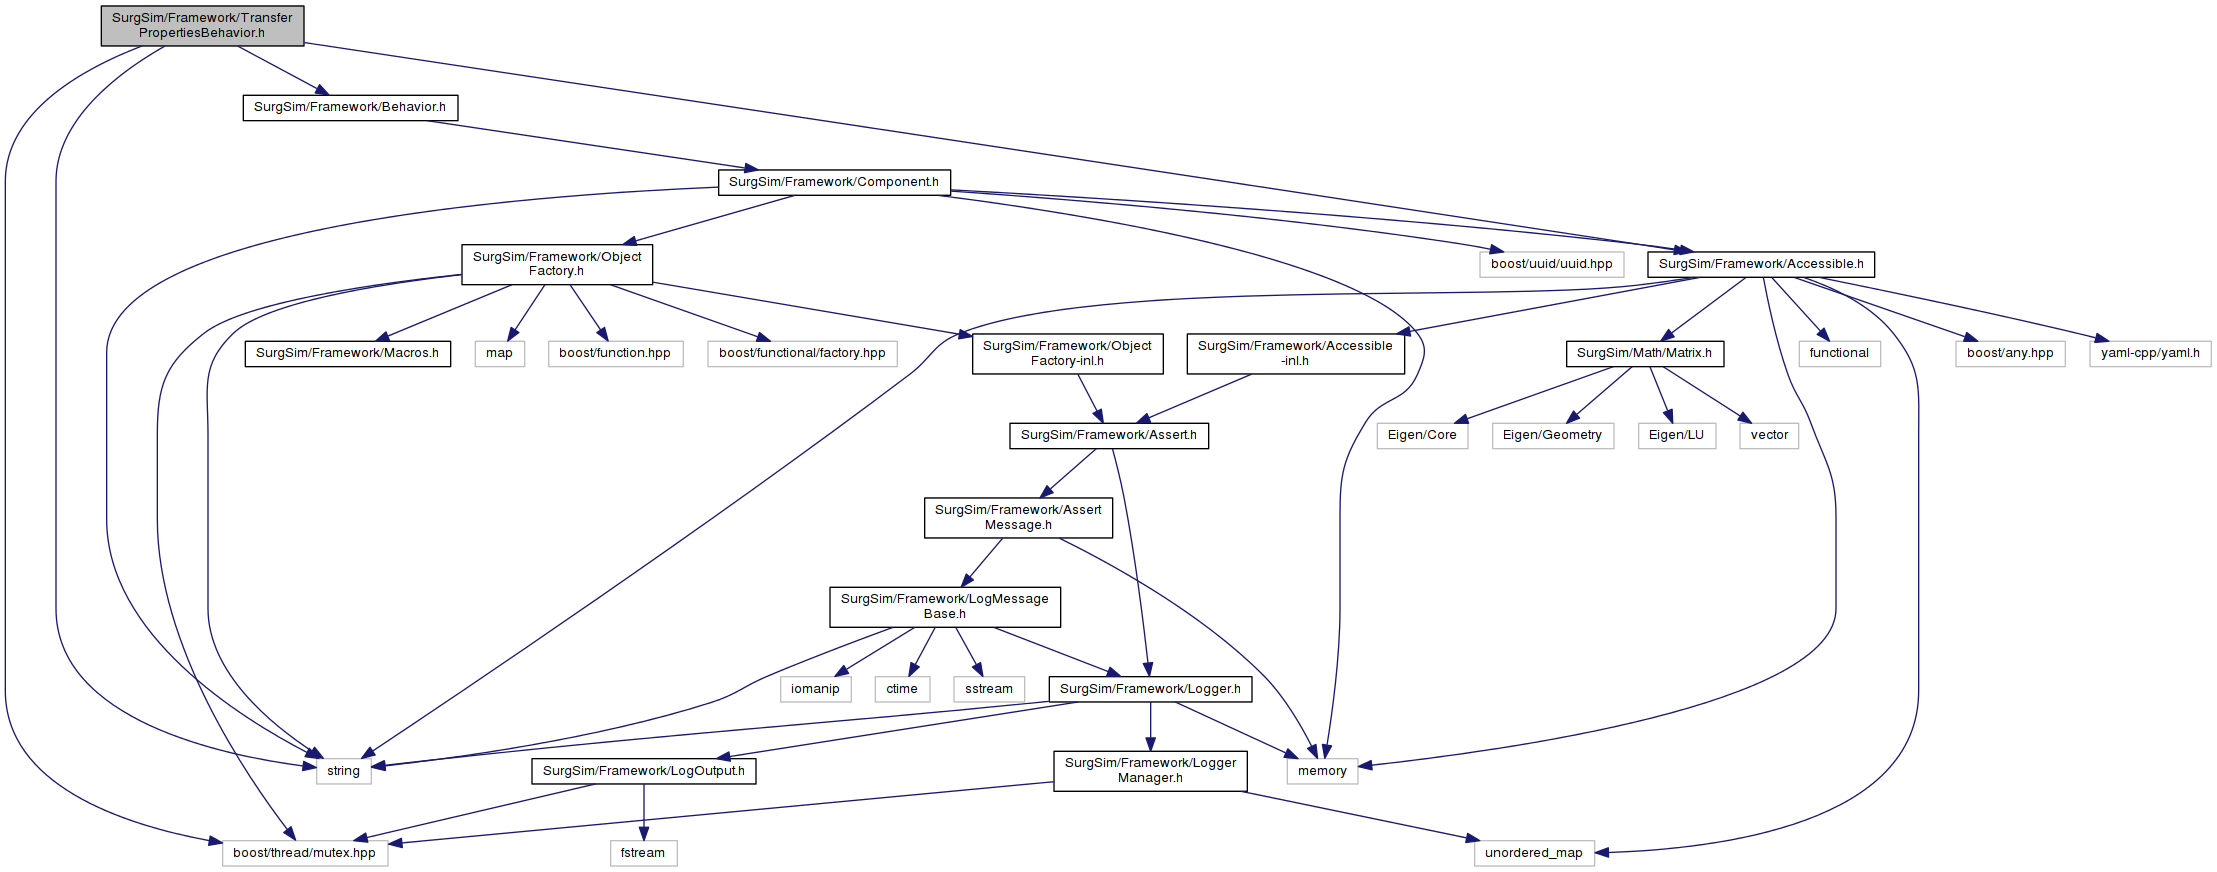 SurgSim/Framework/Transfer
PropertiesBehavior.h
SurgSim/Framework/Behavior.h
SurgSim/Framework/Component.h
SurgSim/Framework/Object
Factory.h
boost/uuid/uuid.hpp
SurgSim/Framework/Accessible.h
SurgSim/Framework/Macros.h
map
boost/function.hpp
boost/functional/factory.hpp
SurgSim/Framework/Object
Factory-inl.h
SurgSim/Framework/Accessible
-inl.h
SurgSim/Math/Matrix.h
functional
boost/any.hpp
yaml-cpp/yaml.h
SurgSim/Framework/Assert.h
Eigen/Core
Eigen/Geometry
Eigen/LU
vector
SurgSim/Framework/Assert
Message.h
SurgSim/Framework/LogMessage
Base.h
iomanip
ctime
sstream
SurgSim/Framework/Logger.h
string
SurgSim/Framework/LogOutput.h
SurgSim/Framework/Logger
Manager.h
memory
boost/thread/mutex.hpp
fstream
unordered_map